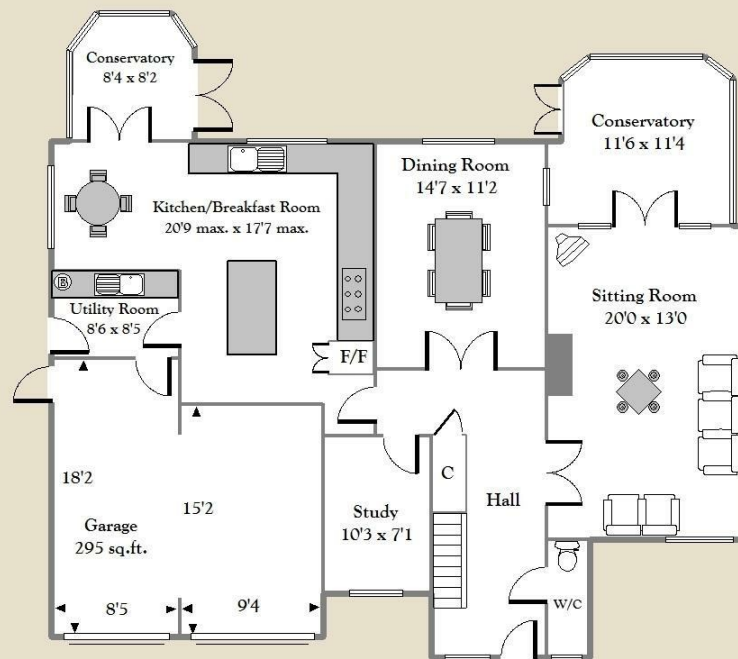 Conservatory
8'4 x 8'2
Conservatory
11'6 x 11'4
Dining Room
14'7 x 11'2
Kitchen/Breakfast Room
20'9 max. x 17'7 max.
B
Utility Room
8'6 x 8'5
Sitting Room
20'0 x 13'0
F/F
18'2
15'2
Garage
295 sq.ft.
C
Hall
Study
10'3 x 7'1
8'5
9'4
W/C